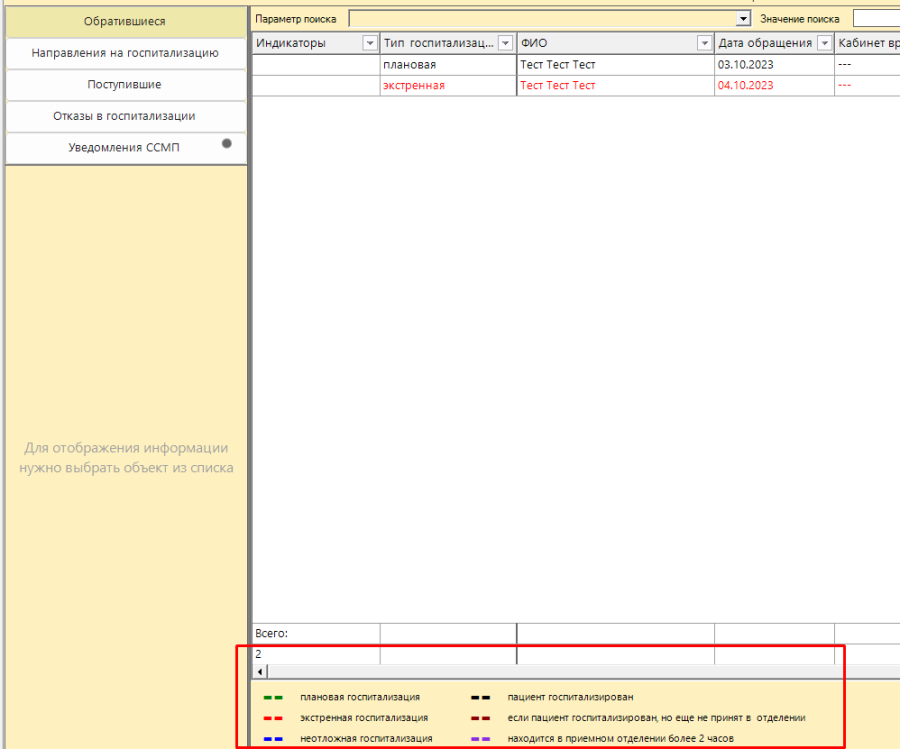 Обратившиеся
Направления на госпитализацию
Поступившие
Отказы в госпитализации
Уведомления ССМП
Для отображения информации
нужно выбрать объект из списка
Параметр поиска Значение поиска
Индикаторы Тип госпитализац... ФИО Дата обращения Кабинет вр
плановая Тест Тест Тест 03.10.2023 ---
экстренная Тест Тест Тест 04.10.2023 ---
Всего:
2
плановая госпитализация пациент госпитализирован
экстренная госпитализация если пациент госпитализирован, но еще не принят в отделении
неотложная госпитализация находится в приемном отделении более 2 часов